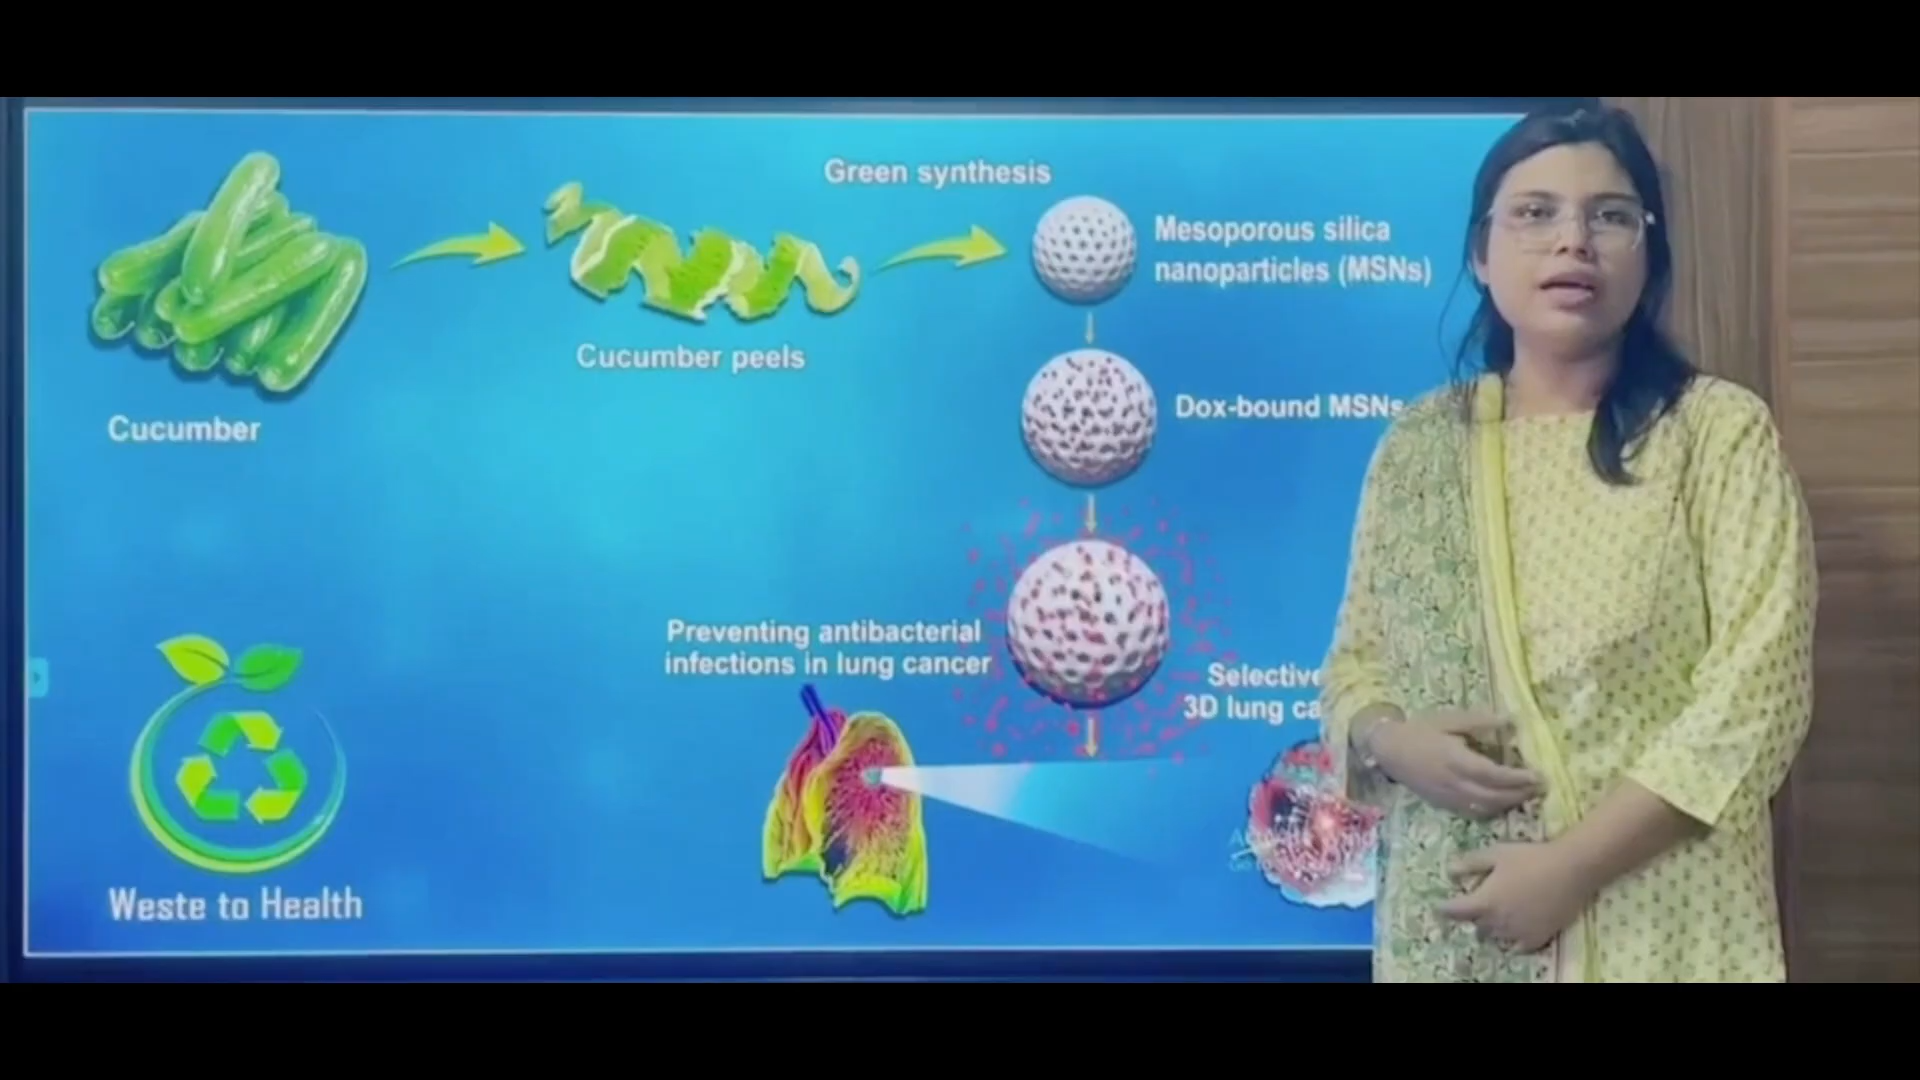 Green synthesis
Mesoporous silica
nanoparticles (MSNs)
Cucumber peels
Dox-bound MSNs
Cucumber
Preventing antibacterial
infections in lung cancer
Selective
3D lung
Weste to Health